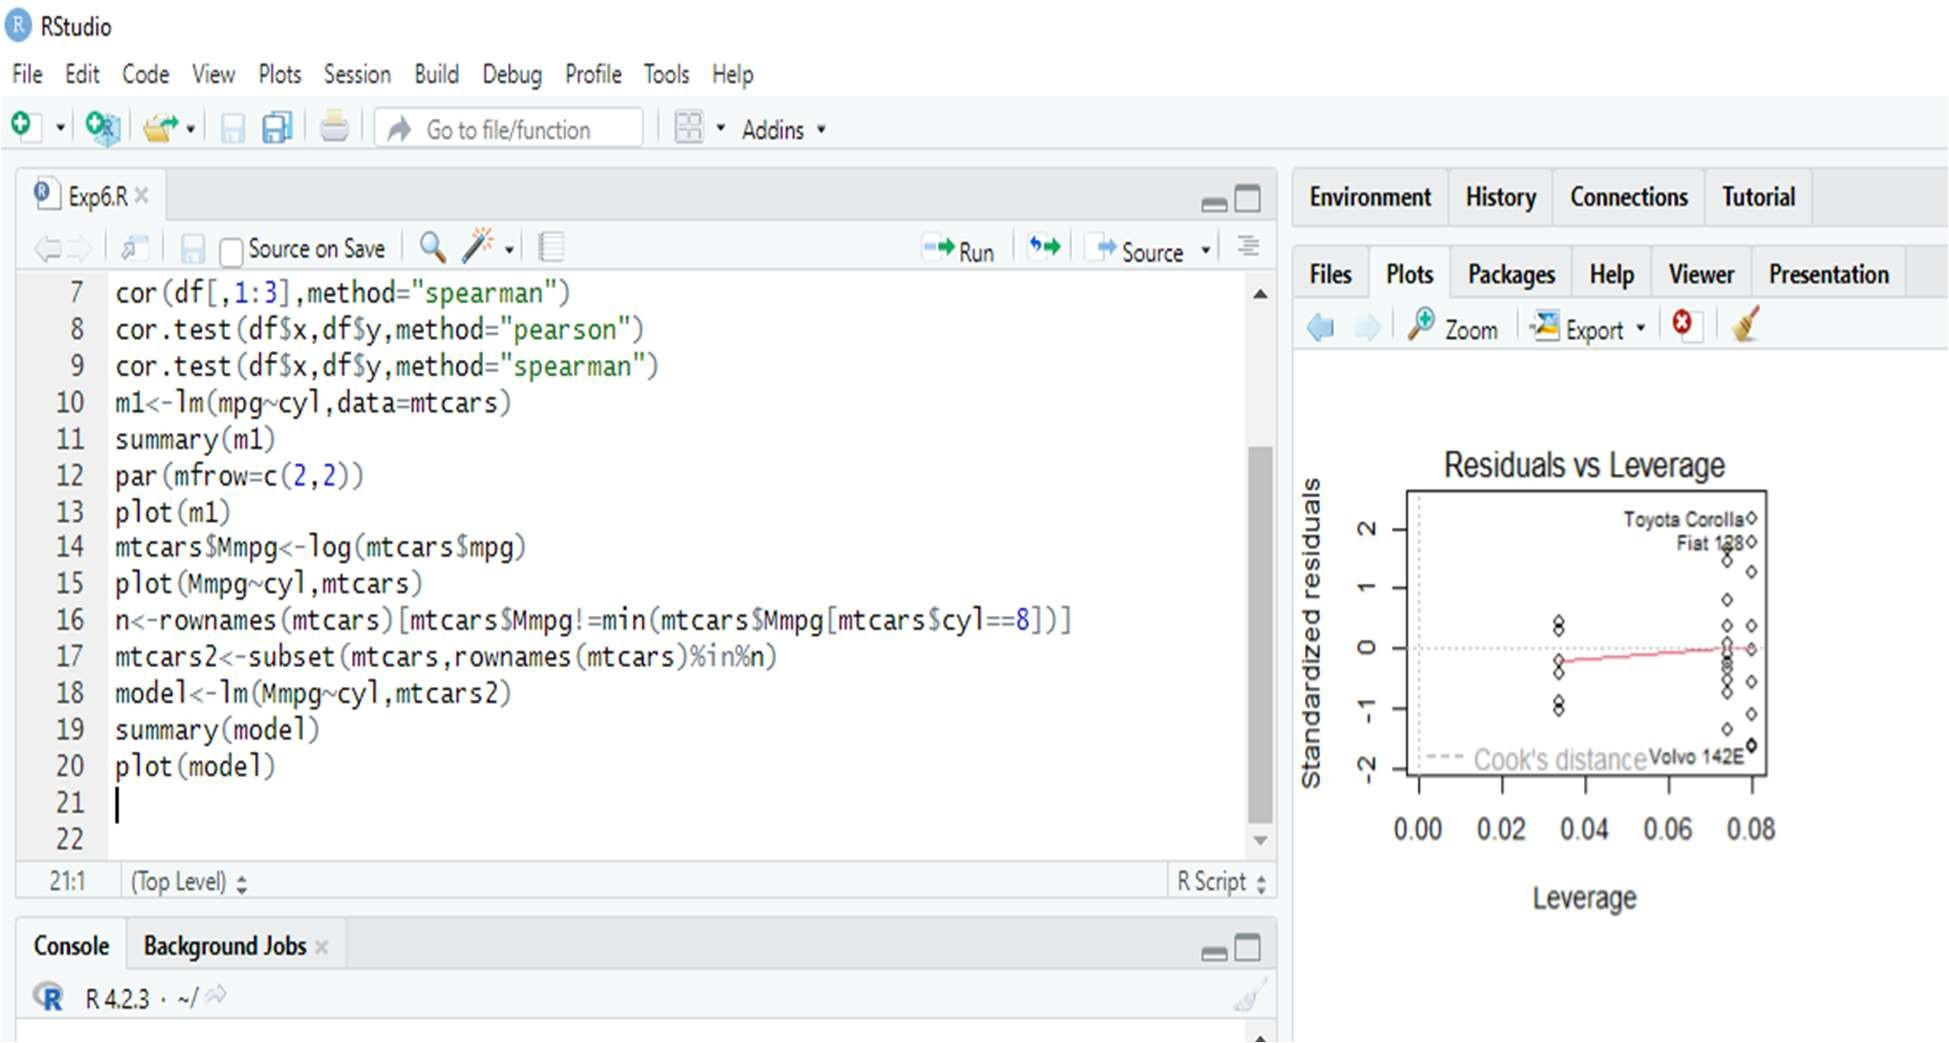 RStudio
File Edit Code View Plots Session Build Debug Profile Tools Help
Go to file/function Addins
Exp6.R
Source on Save Run Source
7 cor(df[,1:3],method="spearman")
8 cor.test(df$x,df$y,method="pearson")
9 cor.test(df$x,df$y,method="spearman")
10 m1<-lm(mpg~cyl,data=mtcars)
11 summary(m1)
12 par(mfrow=c(2,2))
13 plot(m1)
14 mtcars$Mmpg<-log(mtcars$mpg)
15 plot(Mmpg~cyl,mtcars)
16 n<-rownames(mtcars)[mtcars$Mmpg!=min(mtcars$Mmpg[mtcars$cyl==8])]
17 mtcars2<-subset(mtcars,rownames(mtcars)%in%n)
18 model<-lm(Mmpg~cyl,mtcars2)
19 summary(model)
20 plot(model)
21
22
21:1 (Top Level) R Script
Console Background Jobs
R R 4.2.3 · ~/
Environment History Connections Tutorial
Files Plots Packages Help Viewer Presentation
Zoom Export
Residuals vs Leverage
Standardized residuals
2
1
0
-1
-2
Toyota Corolla
Fiat 128
Cook's distance Volvo 142E
0.00 0.02 0.04 0.06 0.08
Leverage